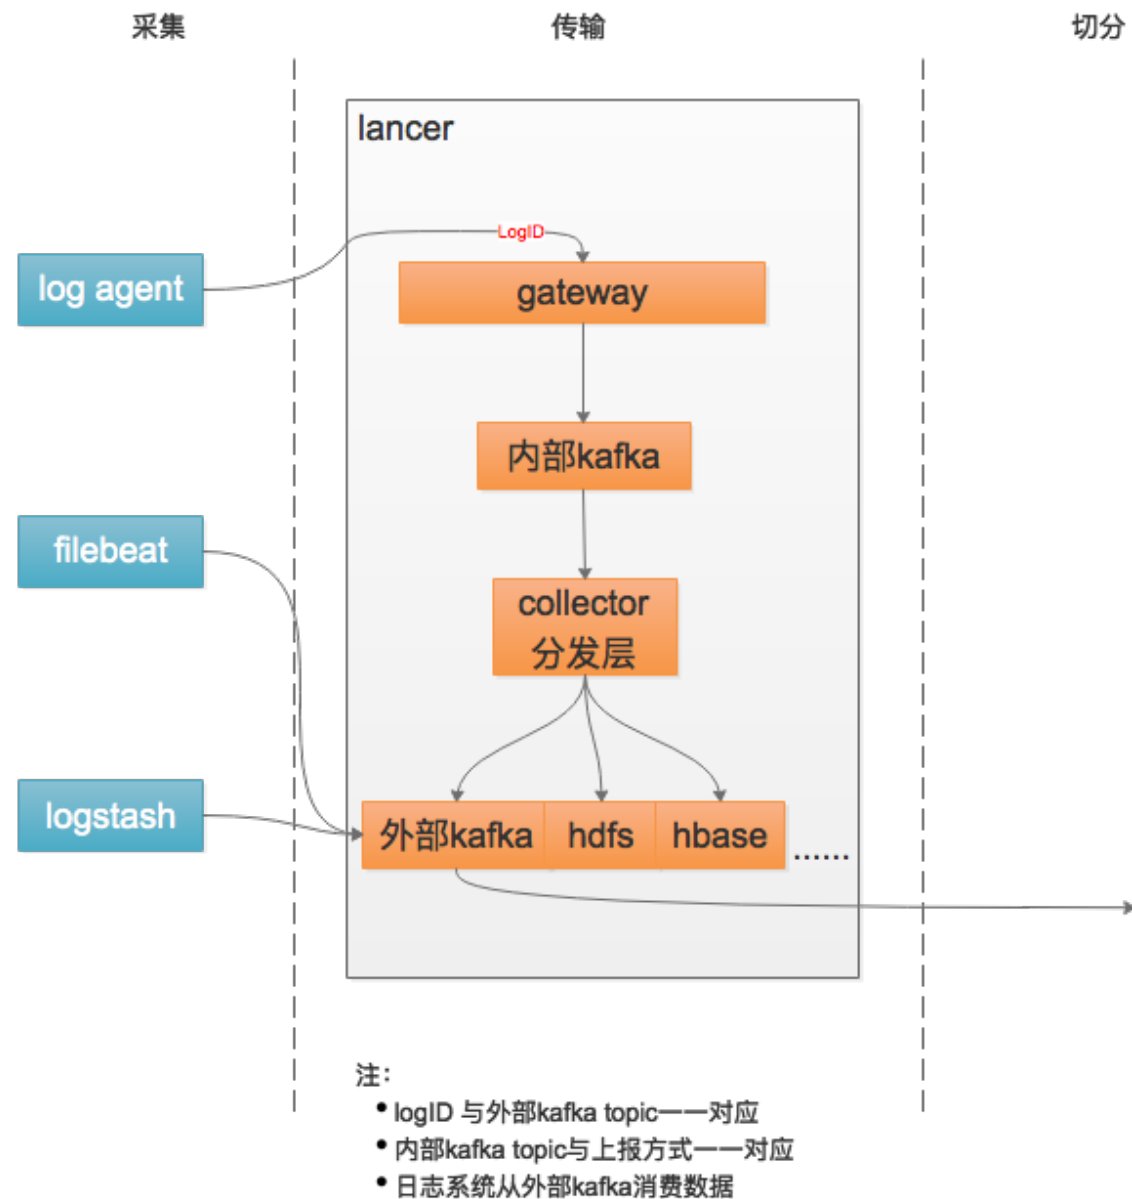 采集
传输
切分
lancer
LogID
log agent
gateway
内部kafka
filebeat
collector
分发层
logstash
外部kafka
hdfs
hbase
......
注：
• logID 与外部kafka topic一一对应
• 内部kafka topic与上报方式一一对应
• 日志系统从外部kafka消费数据